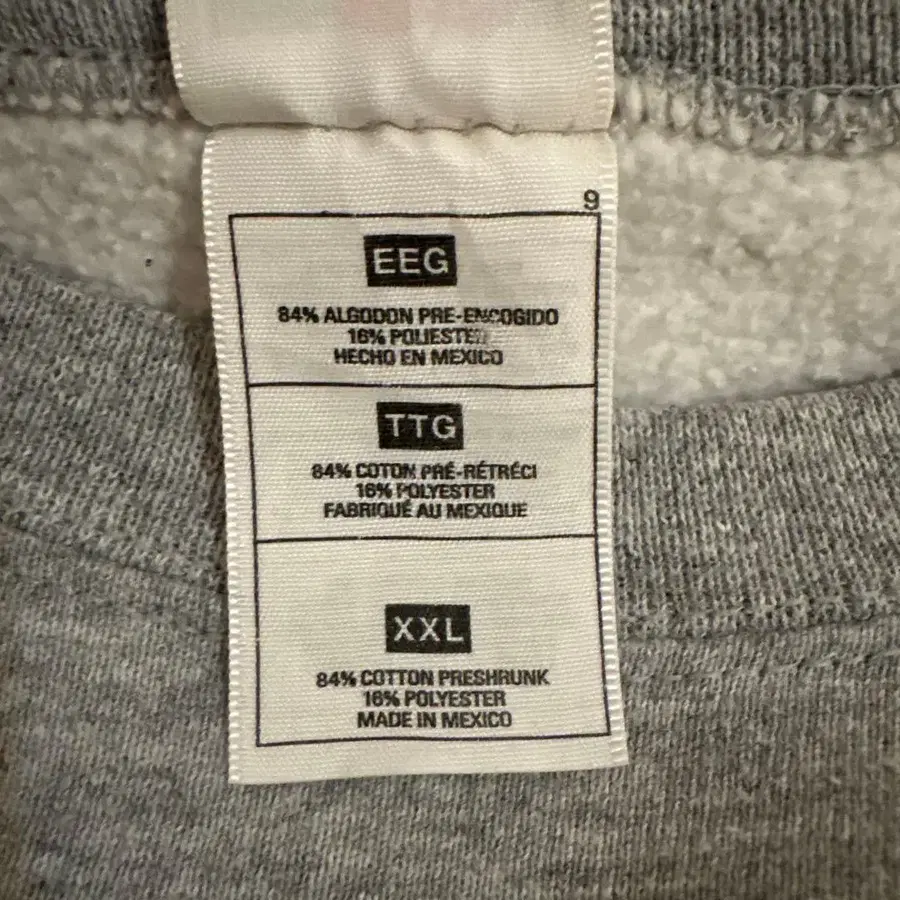 9
EEG
84% ALGODON PRE-ENCOGIDO
16% POLIESTER
HECHO EN MEXICO
TTG
84% COTON PRÉ-RÉTRÉCI
16% POLYESTER
FABRIQUÉ AU MEXIQUE
XXL
84% COTTON PRESHRUNK
16% POLYESTER
MADE IN MEXICO